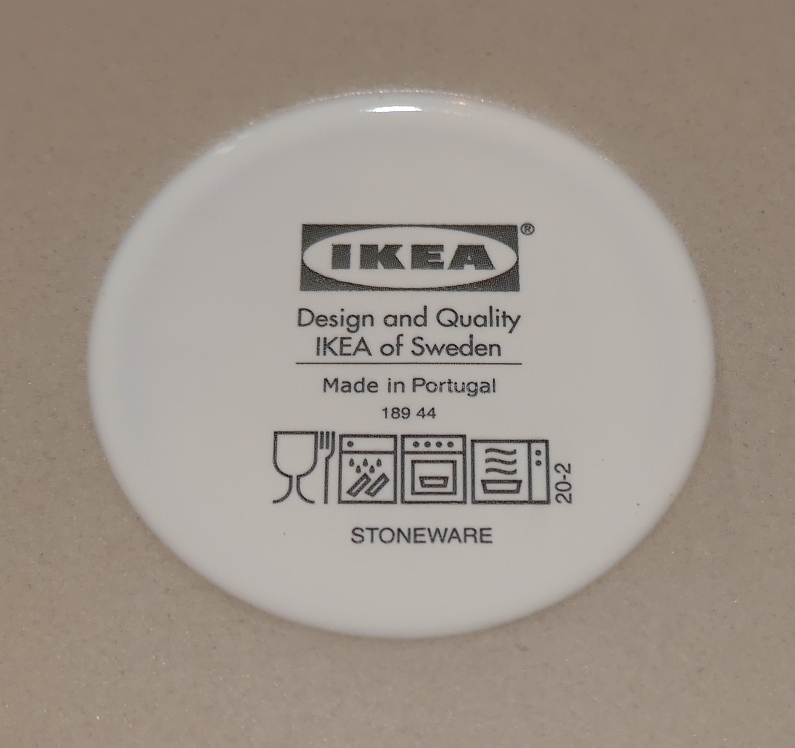 IKEA®
Design and Quality
IKEA of Sweden
Made in Portugal
189 44
20-2
STONEWARE